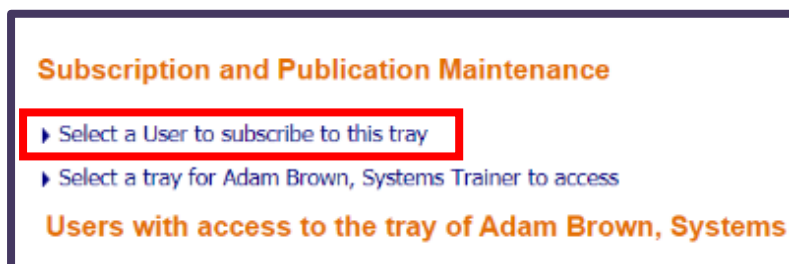 Subscription and Publication Maintenance
Select a User to subscribe to this tray
Select a tray for Adam Brown, Systems Trainer to access
Users with access to the tray of Adam Brown, Systems